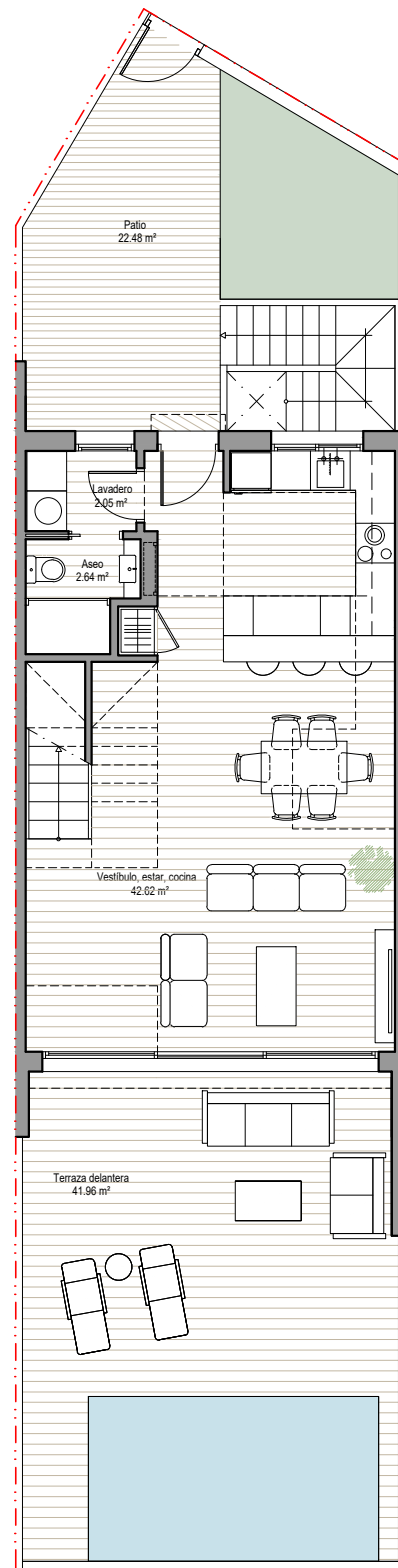 Patio
22.48 m²
Lavadero
2.05 m²
Aseo
2.64 m²
Vestíbulo, estar, cocina
42.62 m²
Terraza delantera
41.96 m²